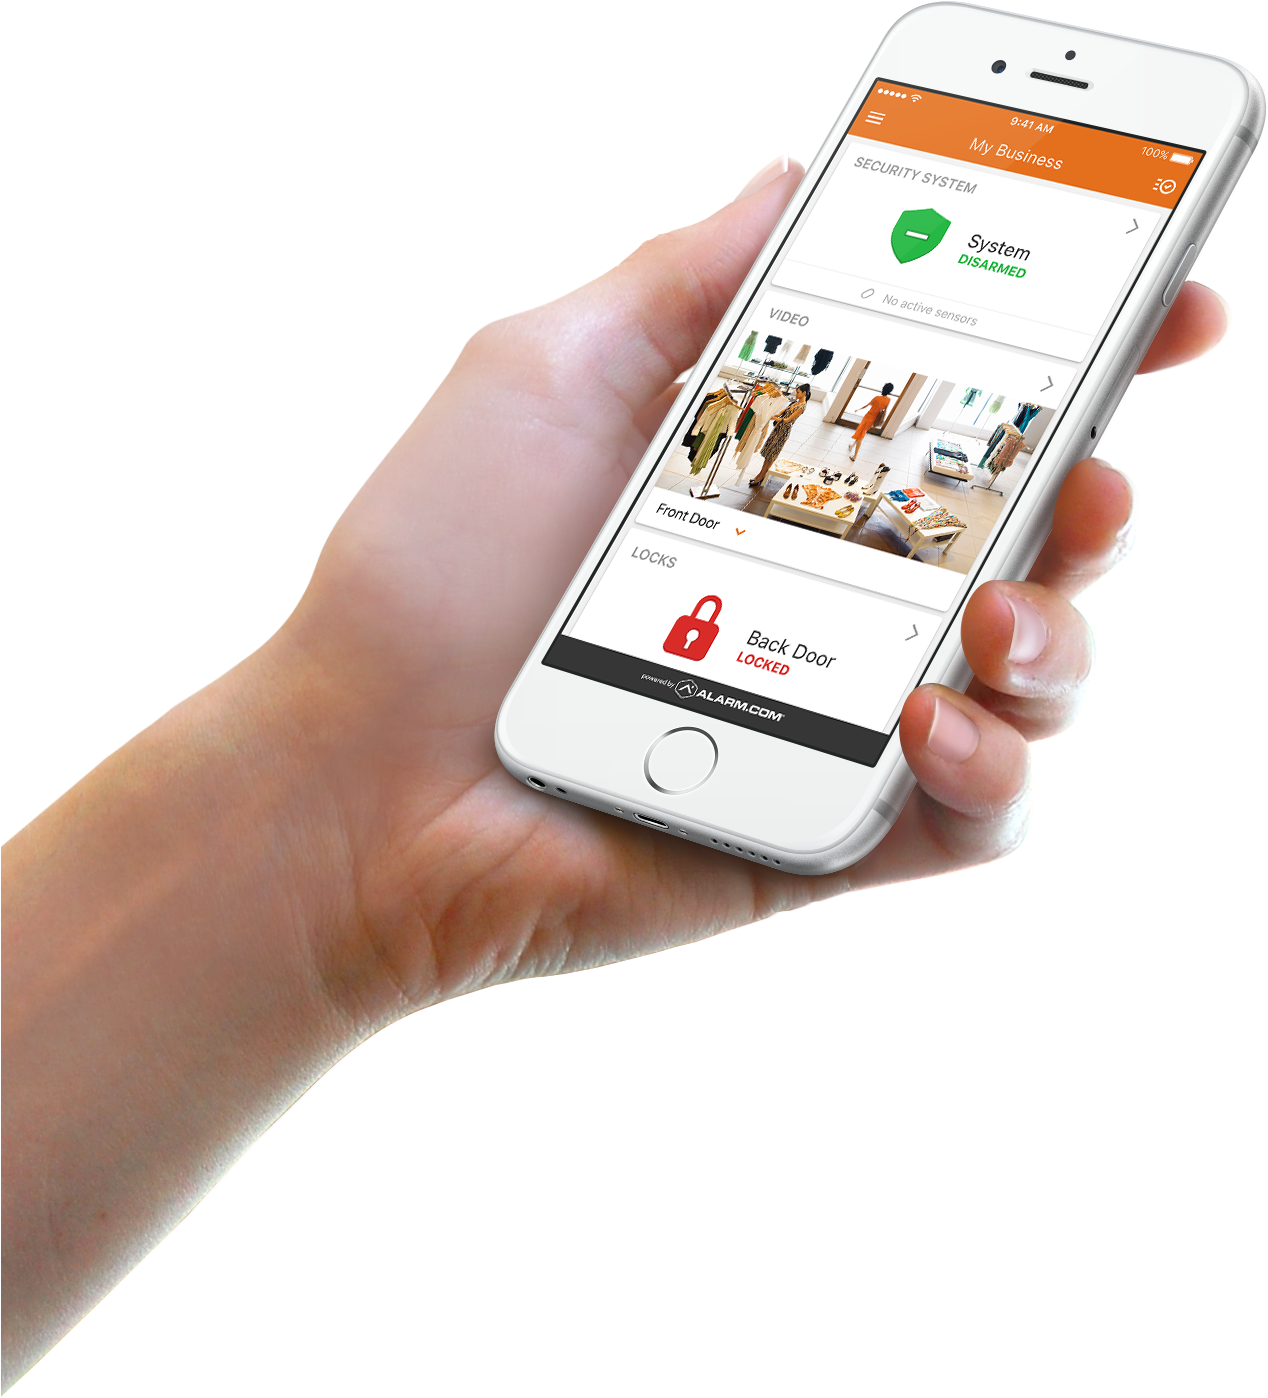 9:41 AM
100%
My Business
SECURITY SYSTEM
System
DISARMED
No active sensors
VIDEO
Front Door
LOCKS
Back Door
LOCKED
powered by ALARM.COM®